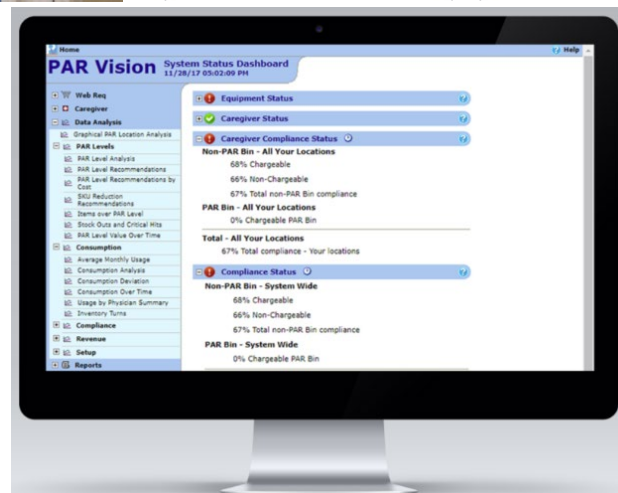 Home
Help
PAR Vision System Status Dashboard
11/28/17 05:02:09 PM
Web Req
Caregiver
Data Analysis
Graphical PAR Location Analysis
PAR Levels
PAR Level Analysis
PAR Level Recommendations
PAR Level Recommendations by
Cost
SKU Reduction
Recommendations
Items over PAR Level
Stock Outs and Critical Hits
PAR Level Value Over Time
Consumption
Average Monthly Usage
Consumption Analysis
Consumption Deviation
Consumption Over Time
Usage by Physician Summary
Inventory Turns
Compliance
Revenue
Setup
Reports
Equipment Status
Caregiver Status
Caregiver Compliance Status
Non-PAR Bin - All Your Locations
68% Chargeable
66% Non-Chargeable
67% Total non-PAR Bin compliance
PAR Bin - All Your Locations
0% Chargeable PAR Bin
Total - All Your Locations
67% Total compliance - Your locations
Compliance Status
Non-PAR Bin - System Wide
68% Chargeable
66% Non-Chargeable
67% Total non-PAR Bin compliance
PAR Bin - System Wide
0% Chargeable PAR Bin